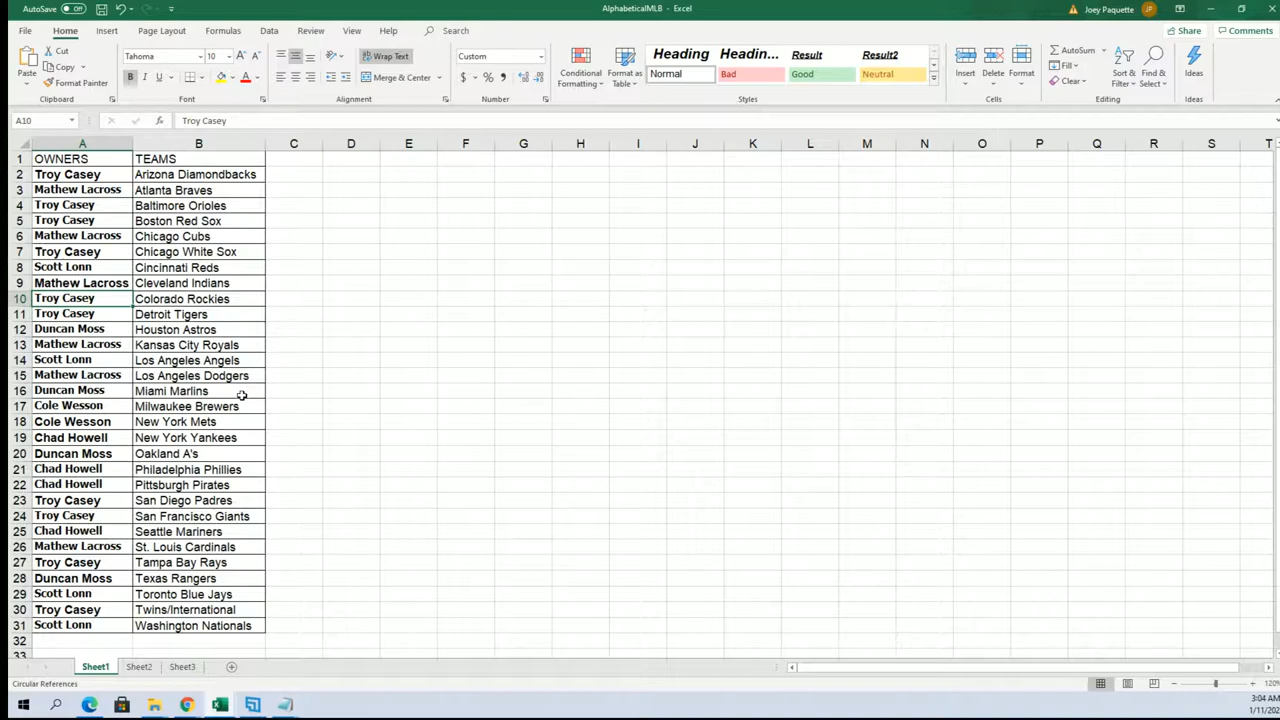 AutoSave Off AlphabeticalMLB - Excel Joey Paquette JP
File Home Insert Page Layout Formulas Data Review View Help Search Share Comments
Paste Cut Copy Format Painter Clipboard
Tahoma 10 B I U A A A Font
ab Wrap Text Merge & Center Alignment
Custom $ % , Number
Conditional Formatting Format as Table
Heading Headin... Result Result2
Normal Bad Good Neutral Styles
Insert Delete Format Cells
AutoSum Fill Clear Sort & Filter Find & Select Editing
Ideas Ideas
A10 fx Troy Casey
A B C D E F G H I J K L M N O P Q R S T
1 OWNERS TEAMS
2 Troy Casey Arizona Diamondbacks
3 Mathew Lacross Atlanta Braves
4 Troy Casey Baltimore Orioles
5 Troy Casey Boston Red Sox
6 Mathew Lacross Chicago Cubs
7 Troy Casey Chicago White Sox
8 Scott Lonn Cincinnati Reds
9 Mathew Lacross Cleveland Indians
10 Troy Casey Colorado Rockies
11 Troy Casey Detroit Tigers
12 Duncan Moss Houston Astros
13 Mathew Lacross Kansas City Royals
14 Scott Lonn Los Angeles Angels
15 Mathew Lacross Los Angeles Dodgers
16 Duncan Moss Miami Marlins
17 Cole Wesson Milwaukee Brewers
18 Cole Wesson New York Mets
19 Chad Howell New York Yankees
20 Duncan Moss Oakland A's
21 Chad Howell Philadelphia Phillies
22 Chad Howell Pittsburgh Pirates
23 Troy Casey San Diego Padres
24 Troy Casey San Francisco Giants
25 Chad Howell Seattle Mariners
26 Mathew Lacross St. Louis Cardinals
27 Troy Casey Tampa Bay Rays
28 Duncan Moss Texas Rangers
29 Scott Lonn Toronto Blue Jays
30 Troy Casey Twins/International
31 Scott Lonn Washington Nationals
32
33
Sheet1 Sheet2 Sheet3
Circular References 120%
3:04 AM
1/11/202